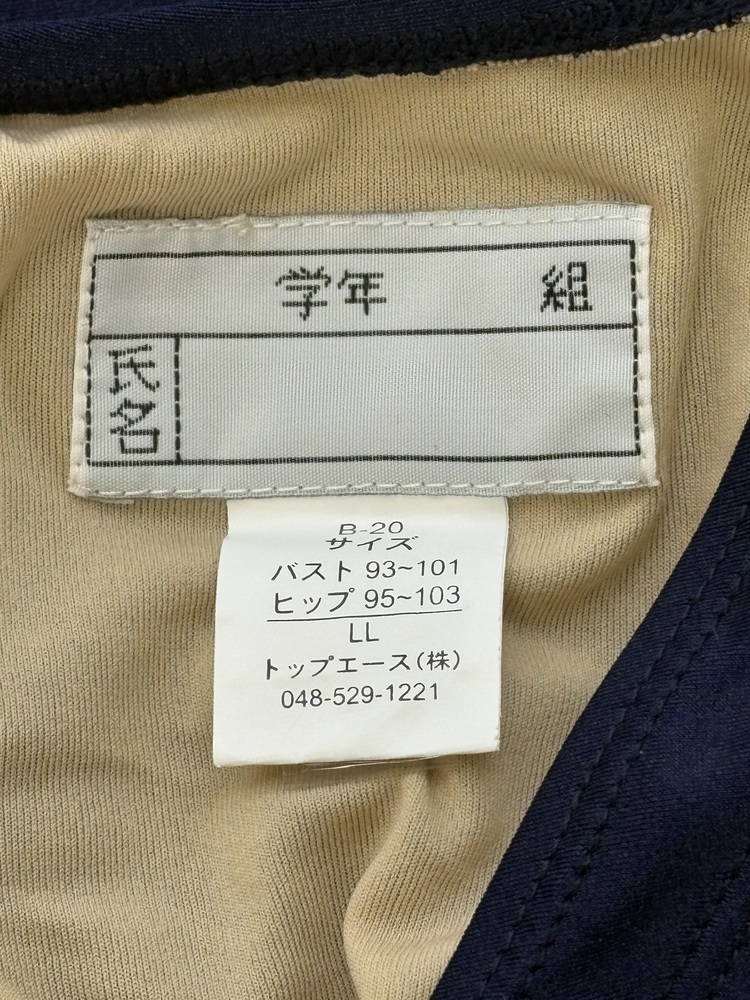 学年 組
氏名
B-20
サイズ
バスト 93~101
ヒップ 95~103
LL
トップエース(株)
048-529-1221